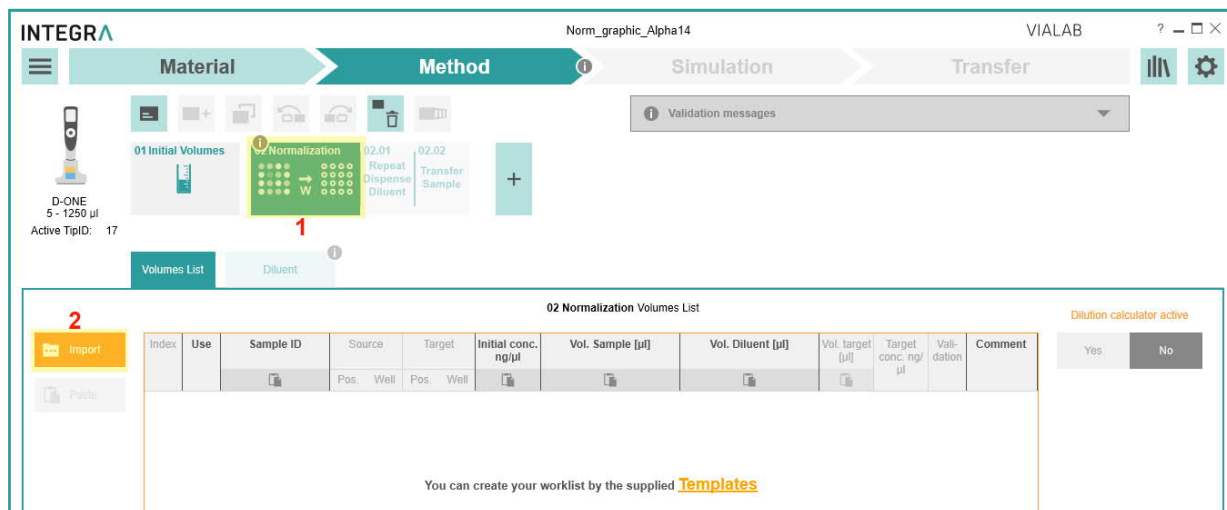 INTEGRA
Norm_graphic_Alpha14
VIALAB
?
Material
Method
i
Simulation
Transfer
i Validation messages
01 Initial Volumes
i
02 Normalization
W
02.01
Repeat
Dispense
Diluent
02.02
Transfer
Sample
+
1
D-ONE
5 - 1250 µl
Active TipID: 17
Volumes List
Diluent
i
02 Normalization Volumes List
2
Import
Paste
Index
Use
Sample ID
Source
Pos. Well
Target
Pos. Well
Initial conc.
ng/µl
Vol. Sample [µl]
Vol. Diluent [µl]
Vol. target
[µl]
Target
conc. ng/
µl
Vali-
dation
Comment
Dilution calculator active
Yes
No
You can create your worklist by the supplied Templates